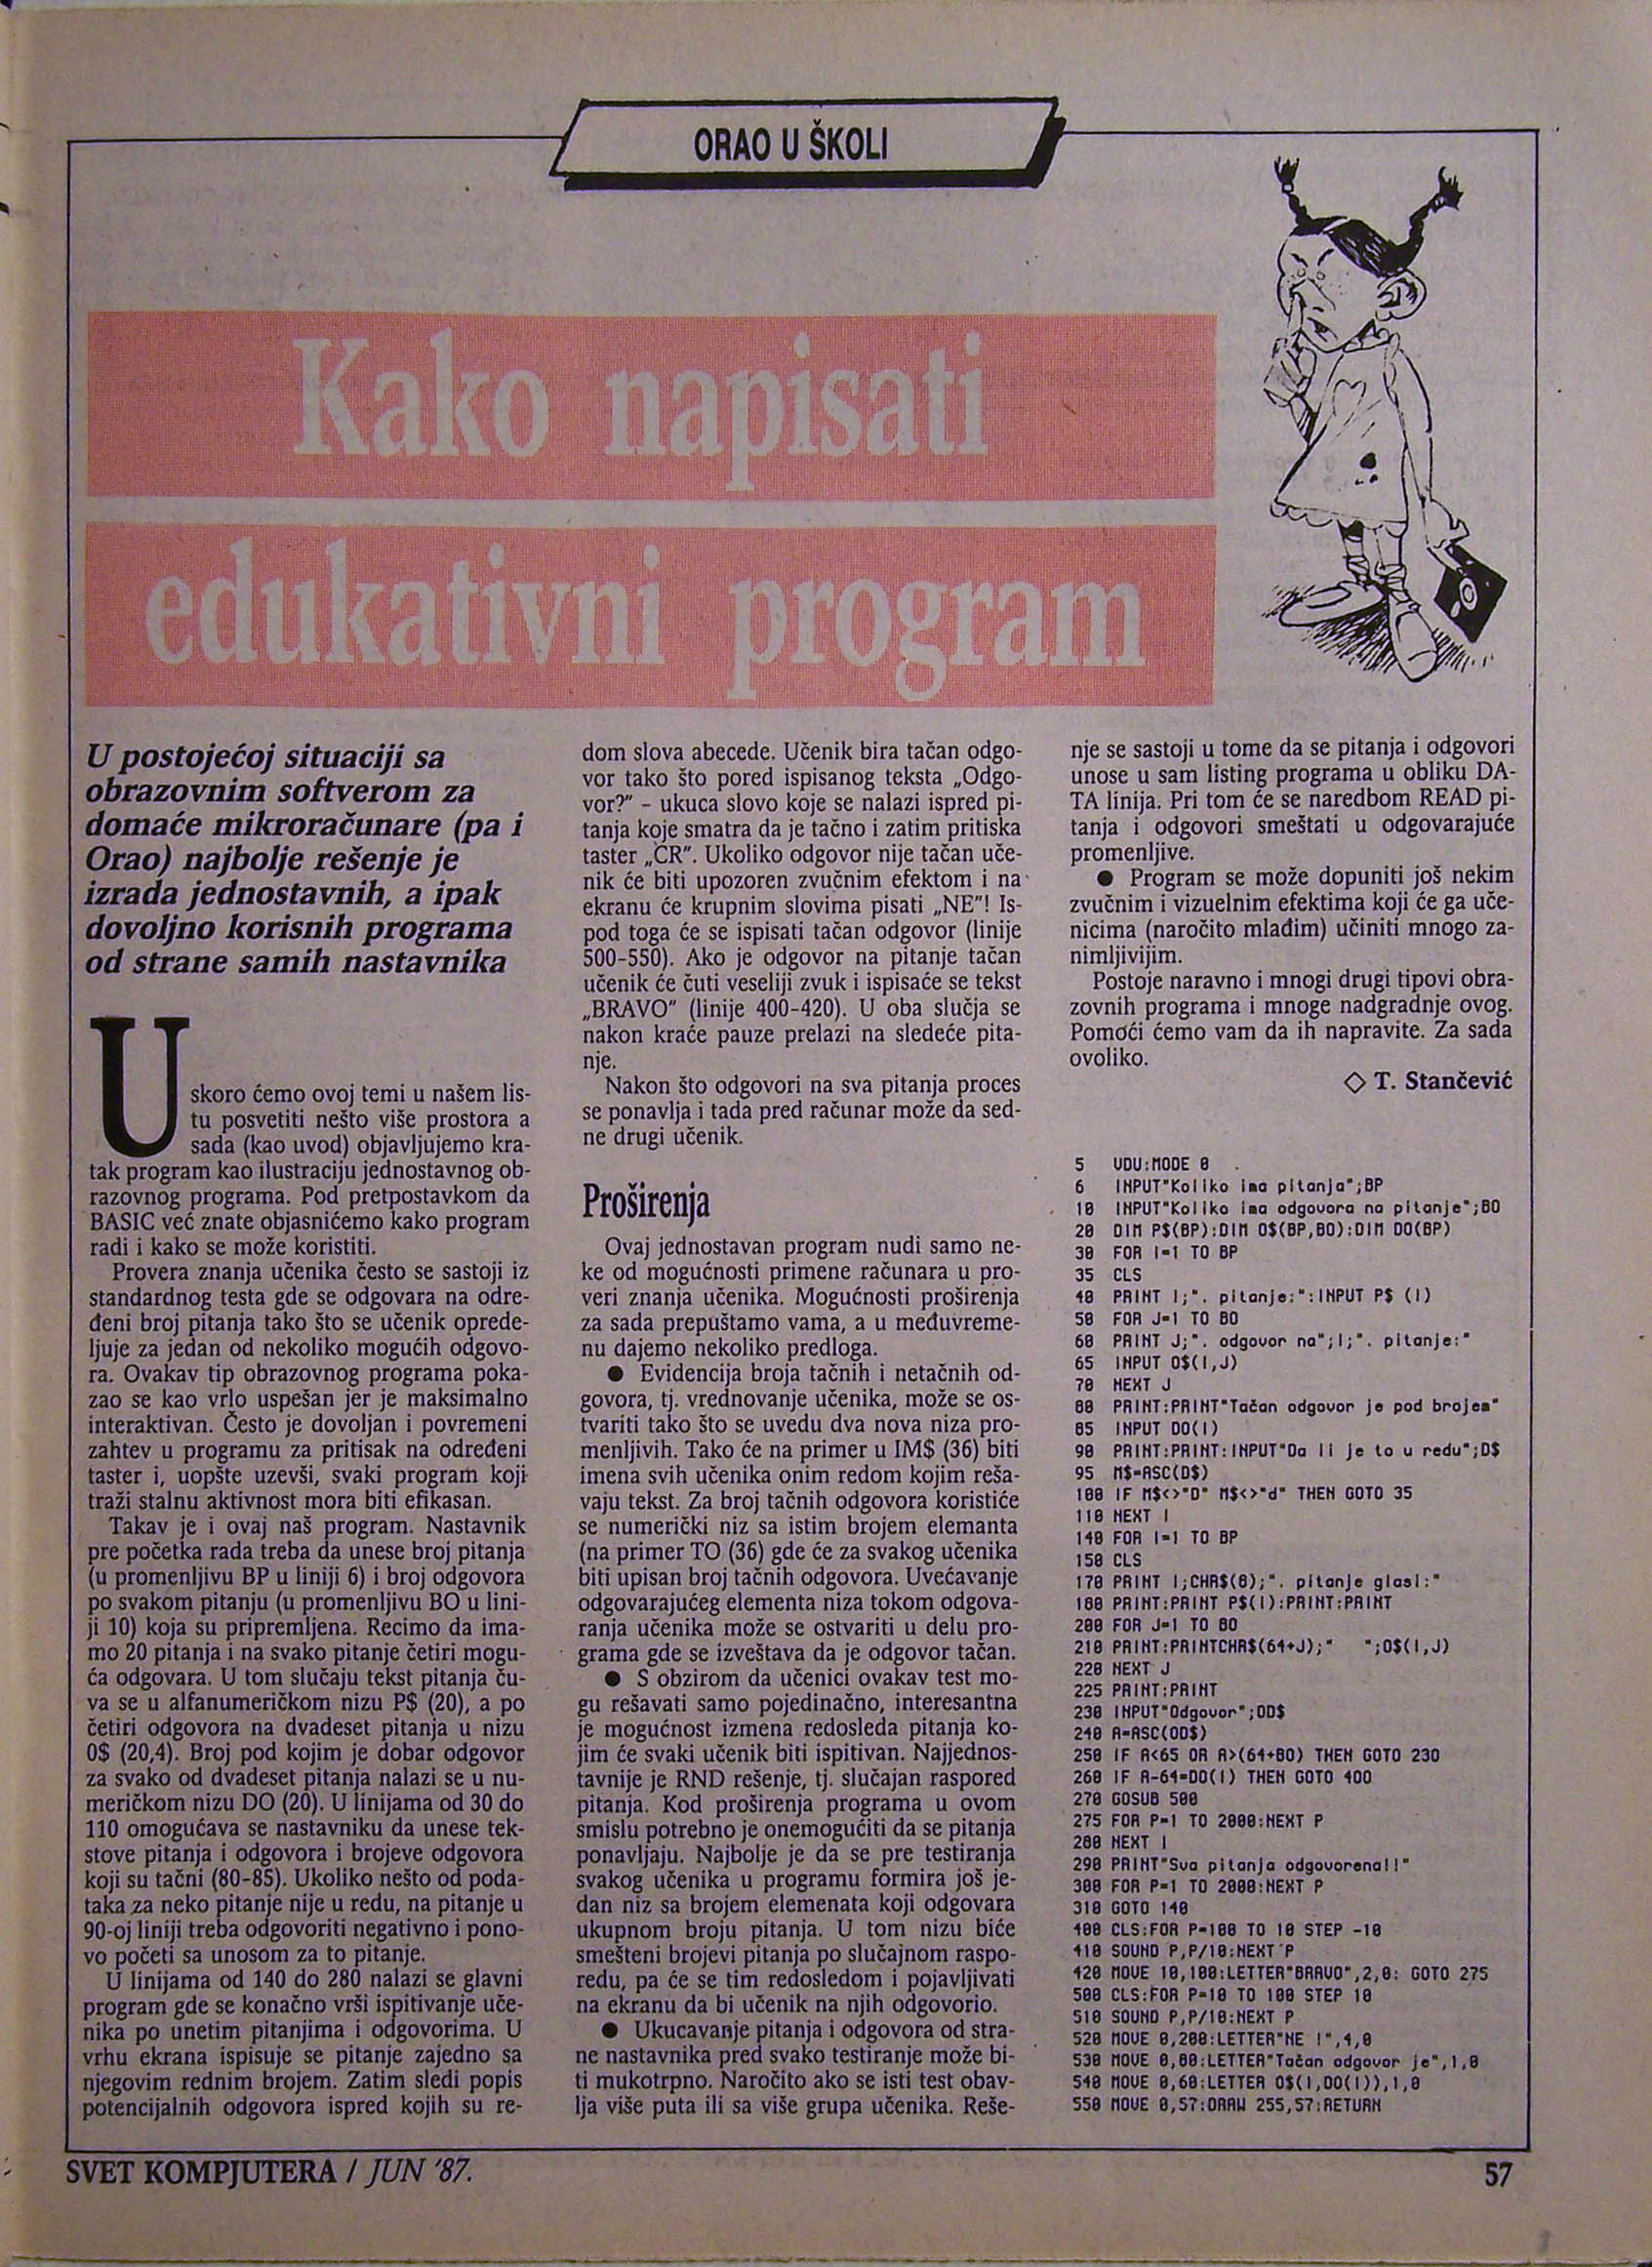 ORAO U ŠKOLI
Kako napisati
edukativni program
U postojećoj situaciji sa
obrazovnim softverom za
domaće mikroračunare (pa i
Orao) najbolje rešenje je
izrada jednostavnih, a ipak
dovoljno korisnih programa
od strane samih nastavnika
Uskoro ćemo ovoj temi u našem lis-
tu posvetiti nešto više prostora a
sada (kao uvod) objavljujemo kra-
tak program kao ilustraciju jednostavnog ob-
razovnog programa. Pod pretpostavkom da
BASIC već znate objasnićemo kako program
radi i kako se može koristiti.
Provera znanja učenika često se sastoji iz
standardnog testa gde se odgovara na odre-
đeni broj pitanja tako što se učenik oprede-
ljuje za jedan od nekoliko mogućih odgovo-
ra. Ovakav tip obrazovnog programa poka-
zao se kao vrlo uspešan jer je maksimalno
interaktivan. Često je dovoljan i povremeni
zahtev u programu za pritisak na određeni
taster i, uopšte uzevši, svaki program koji
traži stalnu aktivnost mora biti efikasan.
Takav je i ovaj naš program. Nastavnik
pre početka rada treba da unese broj pitanja
(u promenljivu BP u liniji 6) i broj odgovora
po svakom pitanju (u promenljivu BO u lini-
ji 10) koja su pripremljena. Recimo da ima-
mo 20 pitanja i na svako pitanje četiri mogu-
ća odgovara. U tom slučaju tekst pitanja ču-
va se u alfanumeričkom nizu P$ (20), a po
četiri odgovora na dvadeset pitanja u nizu
0$ (20,4). Broj pod kojim je dobar odgovor
za svako od dvadeset pitanja nalazi se u nu-
meričkom nizu DO (20). U linijama od 30 do
110 omogućava se nastavniku da unese tek-
stove pitanja i odgovora i brojeve odgovora
koji su tačni (80-85). Ukoliko nešto od poda-
taka za neko pitanje nije u redu, na pitanje u
90-oj liniji treba odgovoriti negativno i pono-
vo početi sa unosom za to pitanje.
U linijama od 140 do 280 nalazi se glavni
program gde se konačno vrši ispitivanje uče-
nika po unetim pitanjima i odgovorima. U
vrhu ekrana ispisuje se pitanje zajedno sa
njegovim rednim brojem. Zatim sledi popis
potencijalnih odgovora ispred kojih su re-
dom slova abecede. Učenik bira tačan odgo-
vor tako što pored ispisanog teksta „Odgo-
vor?" – ukuca slovo koje se nalazi ispred pi-
tanja koje smatra da je tačno i zatim pritiska
taster „CR". Ukoliko odgovor nije tačan uče-
nik će biti upozoren zvučnim efektom i na
ekranu će krupnim slovima pisati „NE"! Is-
pod toga će se ispisati tačan odgovor (linije
500-550). Ako je odgovor na pitanje tačan
učenik će čuti veseliji zvuk i ispisaće se tekst
„BRAVO" (linije 400-420). U oba slučja se
nakon kraće pauze prelazi na sledeće pita-
nje.
Nakon što odgovori na sva pitanja proces
se ponavlja i tada pred računar može da sed-
ne drugi učenik.
Proširenja
Ovaj jednostavan program nudi samo ne-
ke od mogućnosti primene računara u pro-
veri znanja učenika. Mogućnosti proširenja
za sada prepuštamo vama, a u međuvreme-
nu dajemo nekoliko predloga.
● Evidencija broja tačnih i netačnih od-
govora, tj. vrednovanje učenika, može se os-
tvariti tako što se uvedu dva nova niza pro-
menljivih. Tako će na primer u IM$ (36) biti
imena svih učenika onim redom kojim reša-
vaju tekst. Za broj tačnih odgovora koristiće
se numerički niz sa istim brojem elemanta
(na primer TO (36) gde će za svakog učenika
biti upisan broj tačnih odgovora. Uvećavanje
odgovarajućeg elementa niza tokom odgova-
ranja učenika može se ostvariti u delu pro-
grama gde se izveštava da je odgovor tačan.
● S obzirom da učenici ovakav test mo-
gu rešavati samo pojedinačno, interesantna
je mogućnost izmena redosleda pitanja ko-
jim će svaki učenik biti ispitivan. Najjednos-
tavnije je RND rešenje, tj. slučajan raspored
pitanja. Kod proširenja programa u ovom
smislu potrebno je onemogućiti da se pitanja
ponavljaju. Najbolje je da se pre testiranja
svakog učenika u programu formira još je-
dan niz sa brojem elemenata koji odgovara
ukupnom broju pitanja. U tom nizu biće
smešteni brojevi pitanja po slučajnom raspo-
redu, pa će se tim redosledom i pojavljivati
na ekranu da bi učenik na njih odgovorio.
● Ukucavanje pitanja i odgovora od stra-
ne nastavnika pred svako testiranje može bi-
ti mukotrpno. Naročito ako se isti test obav-
lja više puta ili sa više grupa učenika. Reše-
nje se sastoji u tome da se pitanja i odgovori
unose u sam listing programa u obliku DA-
TA linija. Pri tom će se naredbom READ pi-
tanja i odgovori smeštati u odgovarajuće
promenljive.
● Program se može dopuniti još nekim
zvučnim i vizuelnim efektima koji će ga uče-
nicima (naročito mlađim) učiniti mnogo za-
nimljivijim.
Postoje naravno i mnogi drugi tipovi obra-
zovnih programa i mnoge nadgradnje ovog.
Pomoći ćemo vam da ih napravite. Za sada
ovoliko.
◇ T. Stančević
5 VDU:MODE 0
6 INPUT"Koliko ima pitanja";BP
10 INPUT"Koliko ima odgovora na pitanje";BO
20 DIM P$(BP):DIM O$(BP,BO):DIM DO(BP)
30 FOR I=1 TO BP
35 CLS
40 PRINT I;". pitanje:":INPUT P$ (I)
50 FOR J=1 TO BO
60 PRINT J;". odgovor na";I;". pitanje:"
65 INPUT O$(I,J)
70 NEXT J
80 PRINT:PRINT"Tačan odgovor je pod brojem"
85 INPUT DO(I)
90 PRINT:PRINT:INPUT"Da li je to u redu";D$
95 M$=ASC(D$)
100 IF M$<>"D" M$<>"d" THEN GOTO 35
110 NEXT I
140 FOR I=1 TO BP
150 CLS
170 PRINT I;CHR$(8);". pitanje glasi:"
180 PRINT:PRINT P$(I):PRINT:PRINT
200 FOR J=1 TO BO
210 PRINT:PRINTCHR$(64+J);"   ";O$(I,J)
220 NEXT J
225 PRINT:PRINT
230 INPUT"Odgovor";OD$
240 A=ASC(OD$)
250 IF A<65 OR A>(64+BO) THEN GOTO 230
260 IF A-64=DO(I) THEN GOTO 400
270 GOSUB 500
275 FOR P=1 TO 2000:NEXT P
280 NEXT I
290 PRINT"Sva pitanja odgovorena!!"
300 FOR P=1 TO 2000:NEXT P
310 GOTO 140
400 CLS:FOR P=100 TO 10 STEP -10
410 SOUND P,P/10:NEXT P
420 MOVE 10,100:LETTER"BRAVO",2,0: GOTO 275
500 CLS:FOR P=10 TO 100 STEP 10
510 SOUND P,P/10:NEXT P
520 MOVE 0,200:LETTER"NE !",4,0
530 MOVE 0,80:LETTER"Tačan odgovor je",1,0
540 MOVE 0,60:LETTER O$(I,DO(I)),1,0
550 MOVE 0,57:DRAW 255,57:RETURN
SVET KOMPJUTERA / JUN '87.
57